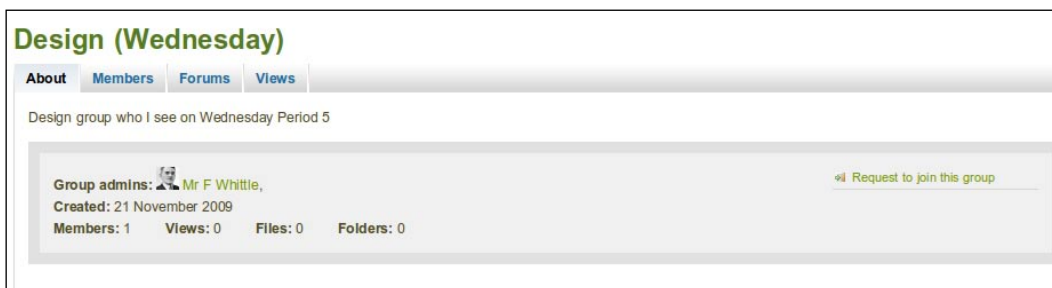 Design (Wednesday)
About Members Forums Views
Design group who I see on Wednesday Period 5
Group admins: Mr F Whittle,
Request to join this group
Created: 21 November 2009
Members: 1 Views: 0 Files: 0 Folders: 0